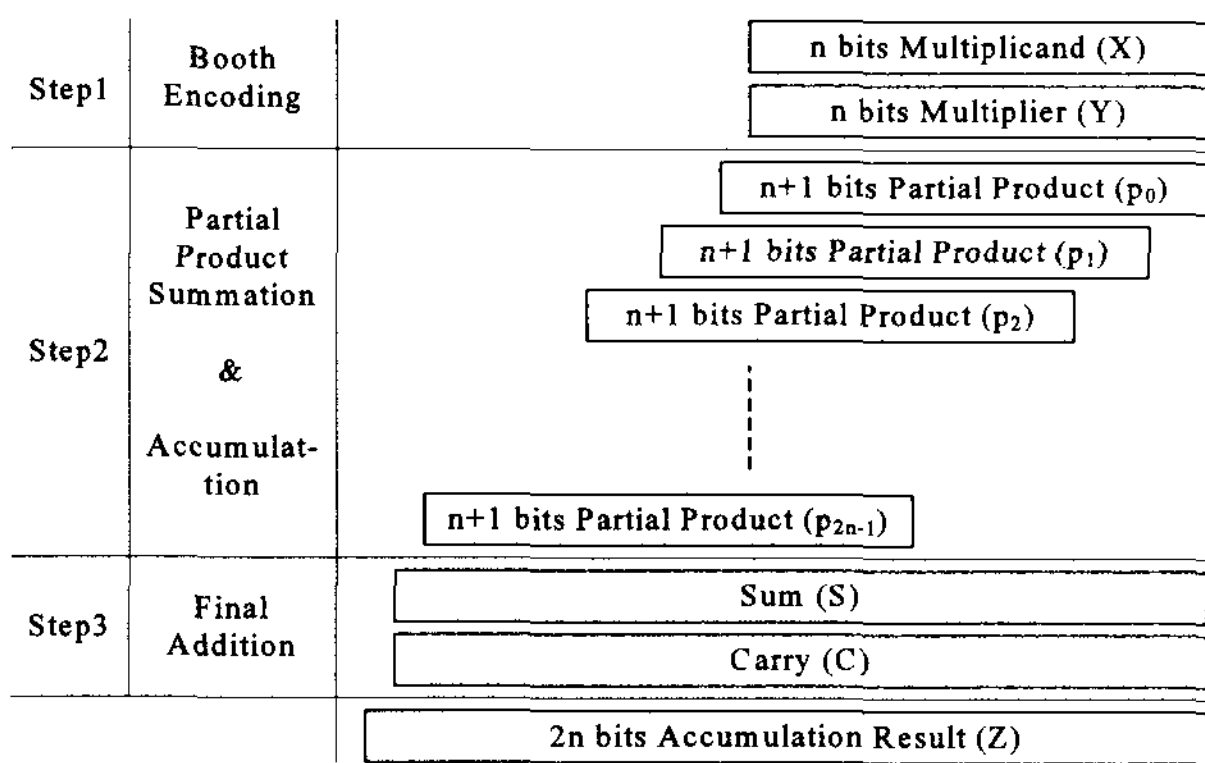 Step1
Booth
Encoding
n bits Multiplicand (X)
n bits Multiplier (Y)
Step2
Partial
Product
Summation
&
Accumulat-
tion
n+1 bits Partial Product (p₀)
n+1 bits Partial Product (p₁)
n+1 bits Partial Product (p₂)
n+1 bits Partial Product (p₂ₙ₋₁)
Step3
Final
Addition
Sum (S)
Carry (C)
2n bits Accumulation Result (Z)